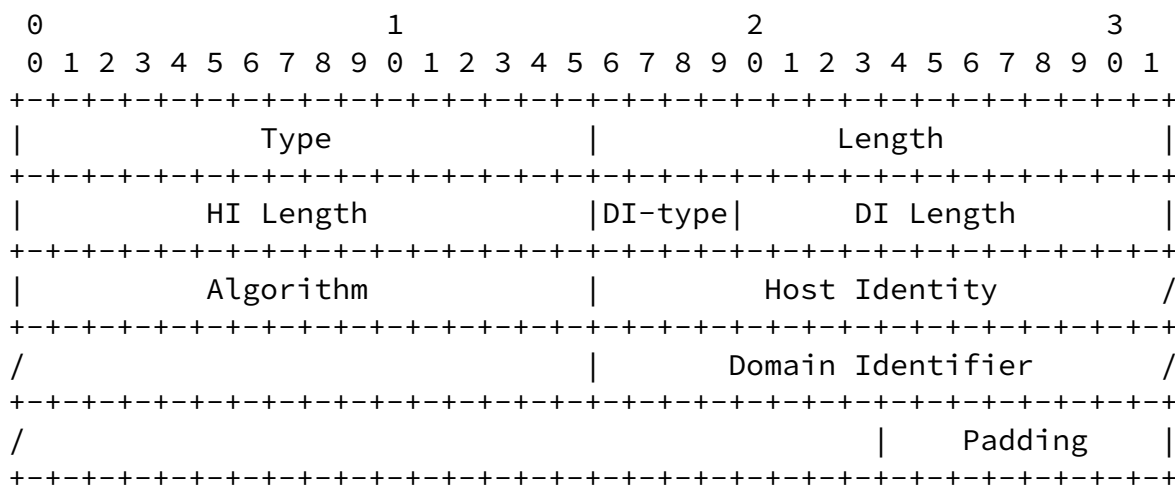 0                   1                   2                   3
 0 1 2 3 4 5 6 7 8 9 0 1 2 3 4 5 6 7 8 9 0 1 2 3 4 5 6 7 8 9 0 1
+-+-+-+-+-+-+-+-+-+-+-+-+-+-+-+-+-+-+-+-+-+-+-+-+-+-+-+-+-+-+-+-+
|             Type              |             Length            |
+-+-+-+-+-+-+-+-+-+-+-+-+-+-+-+-+-+-+-+-+-+-+-+-+-+-+-+-+-+-+-+-+
|          HI Length            |DI-type|      DI Length        |
+-+-+-+-+-+-+-+-+-+-+-+-+-+-+-+-+-+-+-+-+-+-+-+-+-+-+-+-+-+-+-+-+
|          Algorithm            |         Host Identity         /
+-+-+-+-+-+-+-+-+-+-+-+-+-+-+-+-+-+-+-+-+-+-+-+-+-+-+-+-+-+-+-+-+
/                               |       Domain Identifier       /
+-+-+-+-+-+-+-+-+-+-+-+-+-+-+-+-+-+-+-+-+-+-+-+-+-+-+-+-+-+-+-+-+
/                                               |    Padding    |
+-+-+-+-+-+-+-+-+-+-+-+-+-+-+-+-+-+-+-+-+-+-+-+-+-+-+-+-+-+-+-+-+